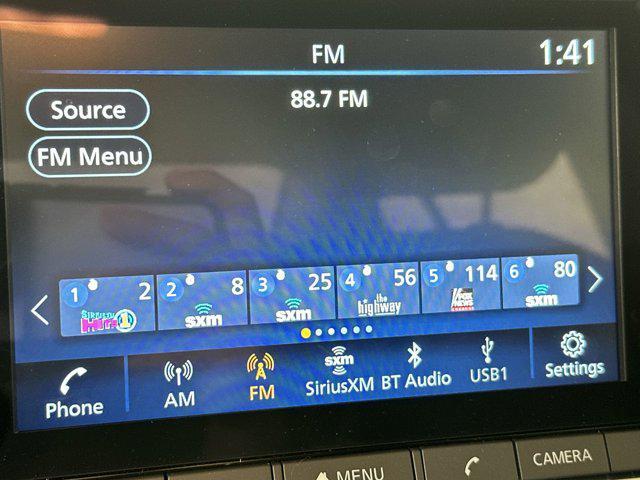 FM
1:41
Source
88.7 FM
FM Menu
1 2
2 8
3 25
4 56
5 114
6 80
SiriusXM
Hits 1
sxm
sxm
the
highway
FOX
NEWS
sxm
Phone
AM
FM
sxm
SiriusXM
BT Audio
USB1
Settings
MENU
CAMERA